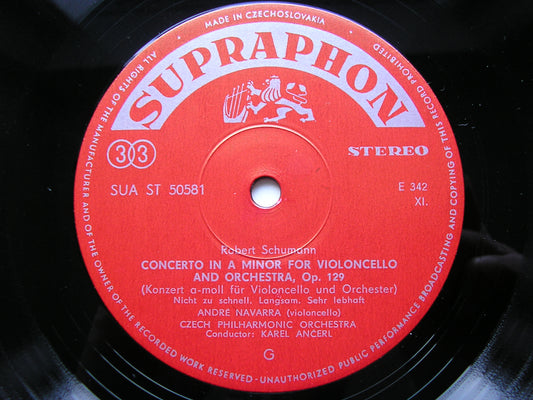 MADE IN CZECHOSLOVAKIA
ALL RIGHTS OF THE MANUFACTURER AND OF THE OWNER OF THE RECORDED WORK RESERVED - UNAUTHORIZED PUBLIC PERFORMANCE BROADCASTING AND COPYING OF THIS RECORD PROHIBITED
SUPRAPHON
33
STEREO
SUA ST 50581
E 342
XI.
Robert Schumann
CONCERTO IN A MINOR FOR VIOLONCELLO
AND ORCHESTRA, Op. 129
(Konzert a-moll für Violoncello und Orchester)
Nicht zu schnell. Langsam. Sehr lebhaft
ANDRÉ NAVARRA (violoncello)
CZECH PHILHARMONIC ORCHESTRA
Conductor: KAREL ANČERL
G